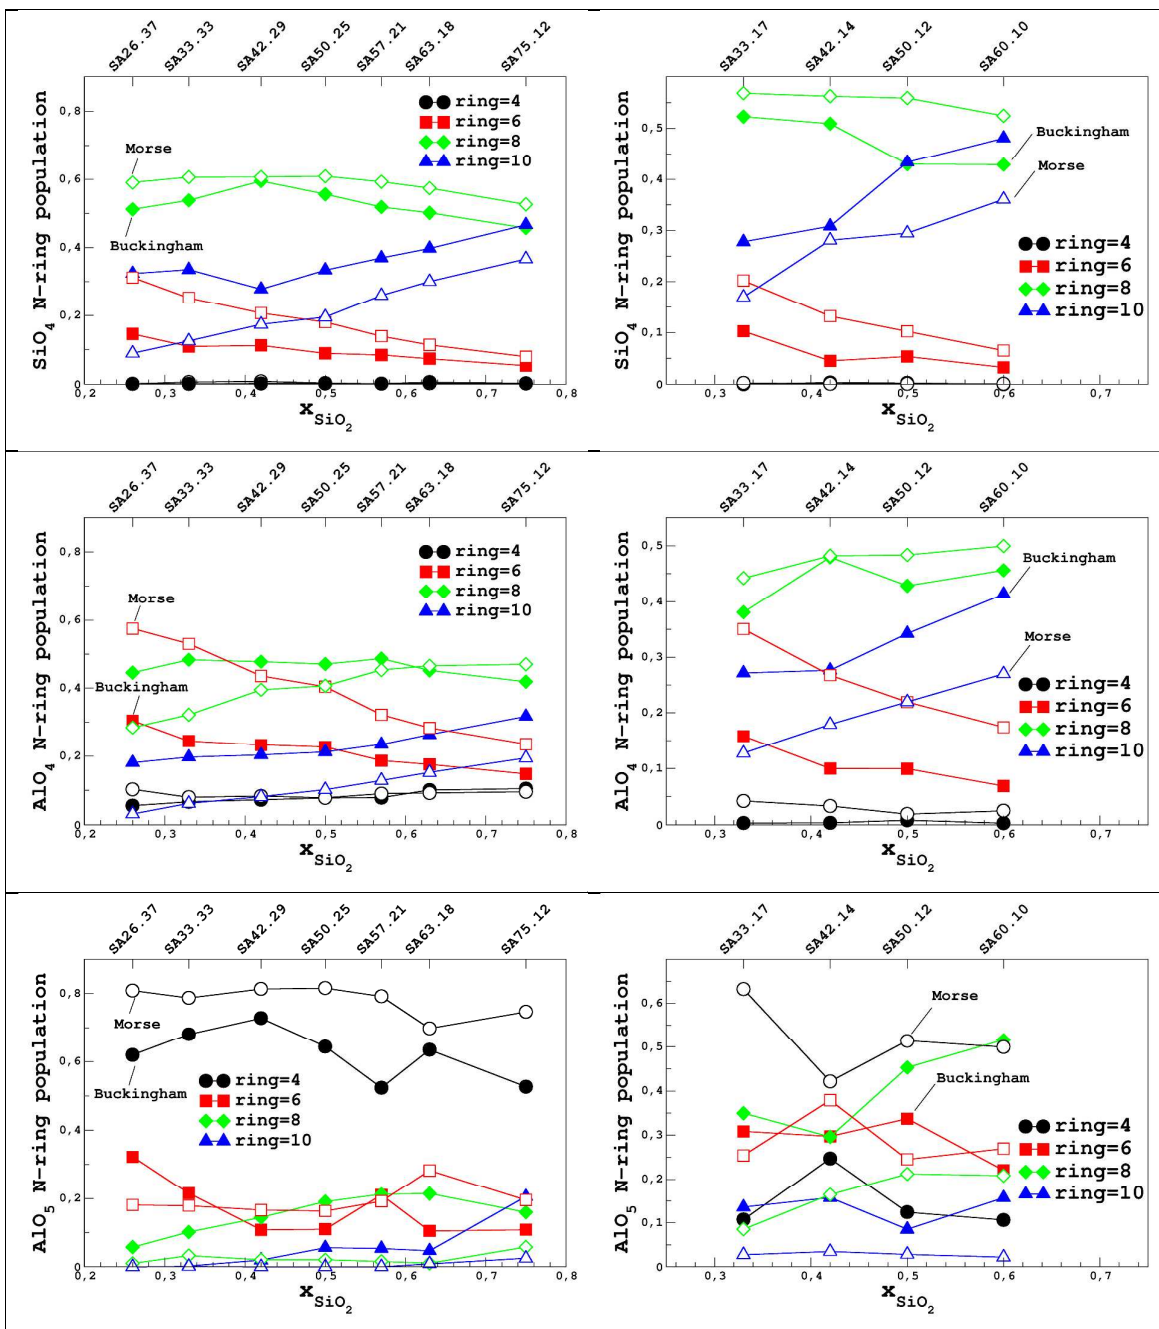 SA26.37 SA33.33 SA42.29 SA50.25 SA57.21 SA63.18 SA75.12
SiO4 N-ring population
0,8
0,6
0,4
0,2
0
ring=4
ring=6
ring=8
ring=10
Morse
Buckingham
0,2 0,3 0,4 0,5 0,6 0,7 0,8
xSiO2
SA33.17 SA42.14 SA50.12 SA60.10
SiO4 N-ring population
0,5
0,4
0,3
0,2
0,1
0
Buckingham
Morse
ring=4
ring=6
ring=8
ring=10
0,3 0,4 0,5 0,6 0,7
xSiO2
SA26.37 SA33.33 SA42.29 SA50.25 SA57.21 SA63.18 SA75.12
AlO4 N-ring population
0,8
0,6
0,4
0,2
0
ring=4
ring=6
ring=8
ring=10
Morse
Buckingham
0,2 0,3 0,4 0,5 0,6 0,7 0,8
xSiO2
SA33.17 SA42.14 SA50.12 SA60.10
AlO4 N-ring population
0,5
0,4
0,3
0,2
0,1
0
Buckingham
Morse
ring=4
ring=6
ring=8
ring=10
0,3 0,4 0,5 0,6 0,7
xSiO2
SA26.37 SA33.33 SA42.29 SA50.25 SA57.21 SA63.18 SA75.12
AlO5 N-ring population
0,8
0,6
0,4
0,2
0
Morse
Buckingham
ring=4
ring=6
ring=8
ring=10
0,2 0,3 0,4 0,5 0,6 0,7 0,8
xSiO2
SA33.17 SA42.14 SA50.12 SA60.10
AlO5 N-ring population
0,6
0,5
0,4
0,3
0,2
0,1
0
Morse
Buckingham
ring=4
ring=6
ring=8
ring=10
0,3 0,4 0,5 0,6 0,7
xSiO2